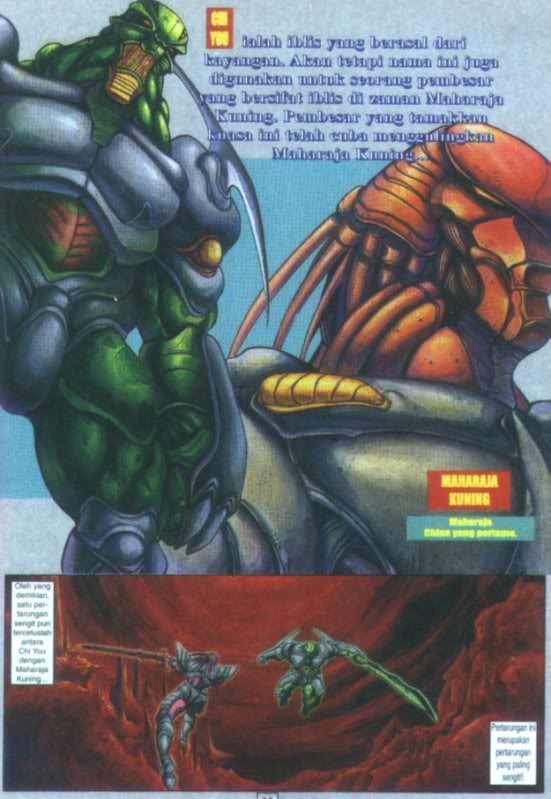 CHI
YOU
ialah iblis yang berasal dari
kayangan. Akan tetapi nama ini juga
digunakan untuk seorang pembesar
yang bersifat iblis di zaman Maharaja
Kuning. Pembesar yang tamakkan
kuasa ini telah cuba menggulingkan
Maharaja Kuning...
MAHARAJA
KUNING
Maharaja
China yang pertama.
Oleh yang
demikian,
satu per-
tarungan
sengit pun
tercetuslah
antara
Chi You
dengan
Maharaja
Kuning...
Pertarungan ini
merupakan
pertarungan
yang paling
sengit!!